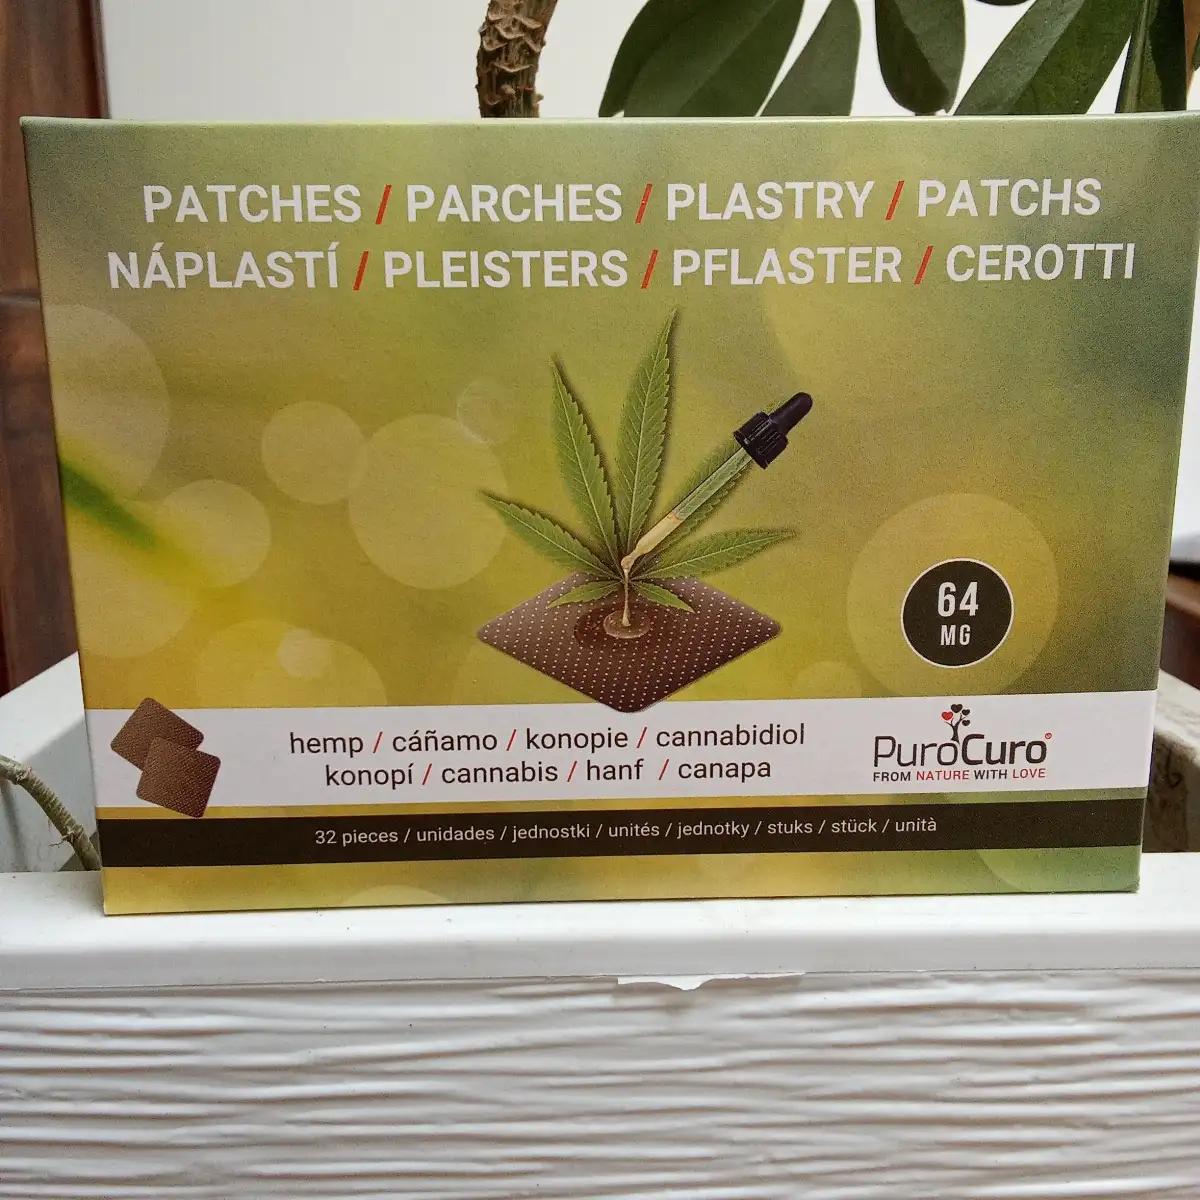 PATCHES / PARCHES / PLASTRY / PATCHS
NÁPLASTÍ / PLEISTERS / PFLASTER / CEROTTI
64
MG
hemp / cáñamo / konopie / cannabidiol
konopí / cannabis / hanf / canapa
PuroCuro
FROM NATURE WITH LOVE
32 pieces / unidades / jednostki / unités / jednotky / stuks / stück / unità